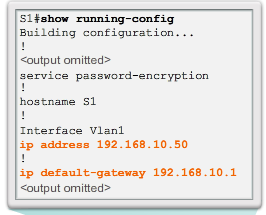 S1#show running-config
Building configuration...
!
<output omitted>
service password-encryption
!
hostname S1
!
Interface Vlan1
ip address 192.168.10.50
!
ip default-gateway 192.168.10.1
<output omitted>